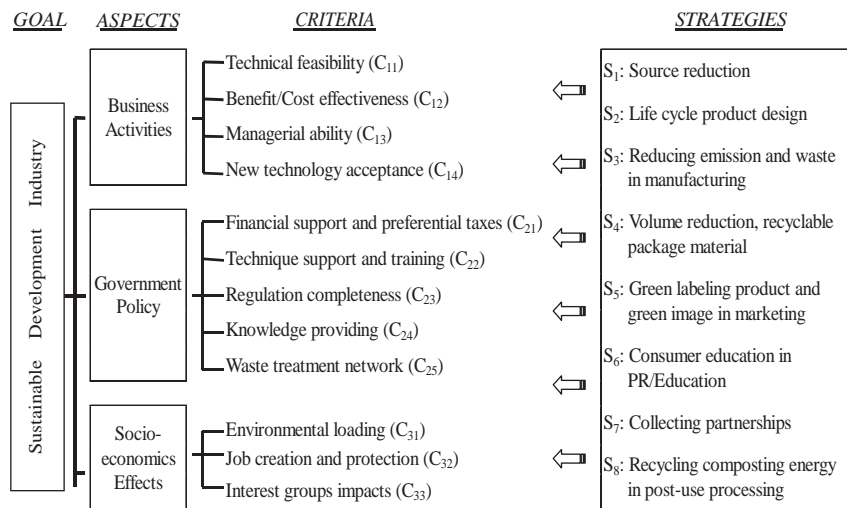 GOAL
ASPECTS
CRITERIA
STRATEGIES
Sustainable Development Industry
Business
Activities
Technical feasibility (C11)
Benefit/Cost effectiveness (C12)
Managerial ability (C13)
New technology acceptance (C14)
Government
Policy
Financial support and preferential taxes (C21)
Technique support and training (C22)
Regulation completeness (C23)
Knowledge providing (C24)
Waste treatment network (C25)
Socio-
economics
Effects
Environmental loading (C31)
Job creation and protection (C32)
Interest groups impacts (C33)
S1: Source reduction
S2: Life cycle product design
S3: Reducing emission and waste
in manufacturing
S4: Volume reduction, recyclable
package material
S5: Green labeling product and
green image in marketing
S6: Consumer education in
PR/Education
S7: Collecting partnerships
S8: Recycling composting energy
in post-use processing